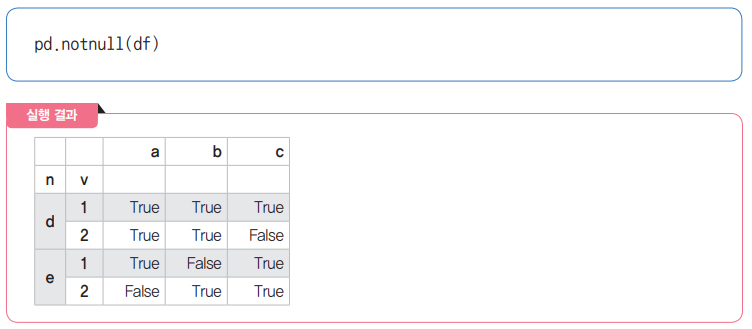 pd.notnull(df)
실행 결과
a b c
n v
d 1 True True True
2 True True False
e 1 True False True
2 False True True